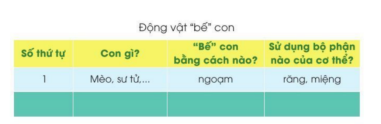 Động vật “bế” con
Số thứ tự Con gì? “Bế” con bằng cách nào? Sử dụng bộ phận nào của cơ thể?
1 Mèo, sư tử,... ngoạm răng, miệng